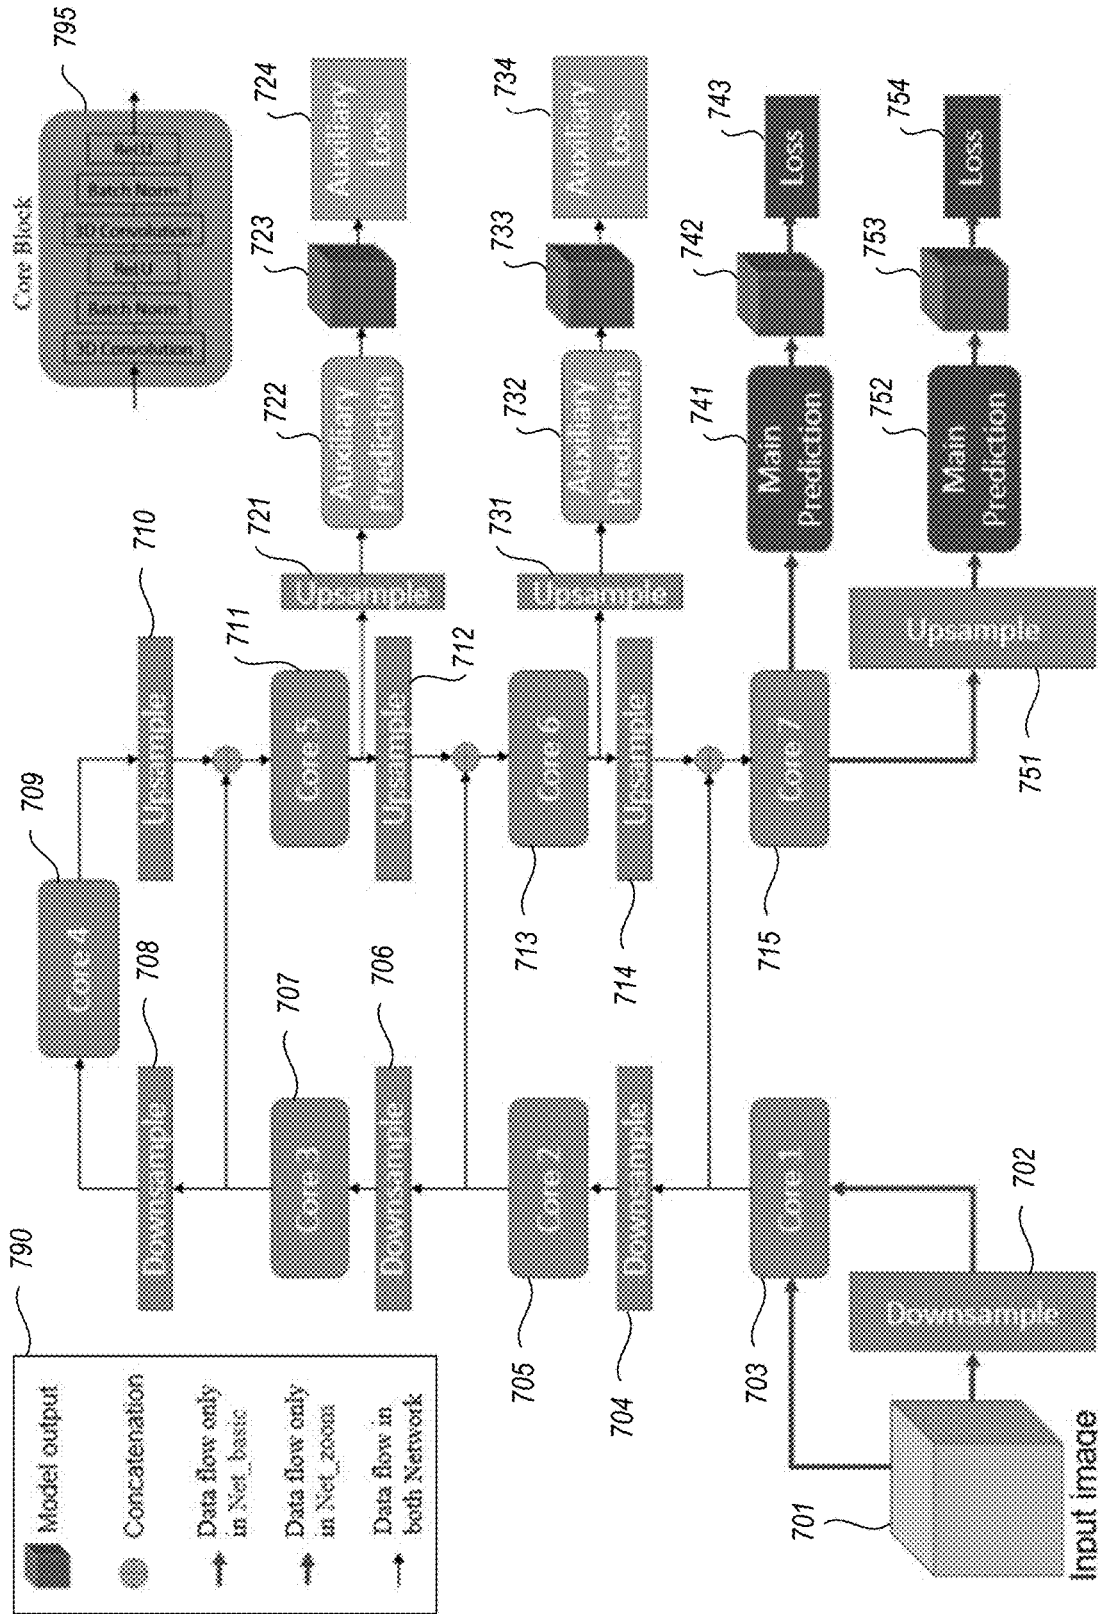 790
Model output
Concatenation
Data flow only
in Net_basic
Data flow only
in Net_zoom
Data flow in
both Network
Core Block
795
3D Convolution
Batch Norm
ReLU
3D Convolution
Batch Norm
ReLU
Core 4
709
Downsample
708
Upsample
710
Core 3
707
Core 5
711
Upsample
721
Auxiliary
Prediction
722
723
Auxiliary
Loss
724
Downsample
706
Upsample
712
Core 2
705
Core 6
713
Upsample
731
Auxiliary
Prediction
732
733
Auxiliary
Loss
734
Downsample
704
Upsample
714
Core 1
703
Core 7
715
Main
Prediction
741
742
Loss
743
Input image
701
Downsample
702
Upsample
751
Main
Prediction
752
753
Loss
754